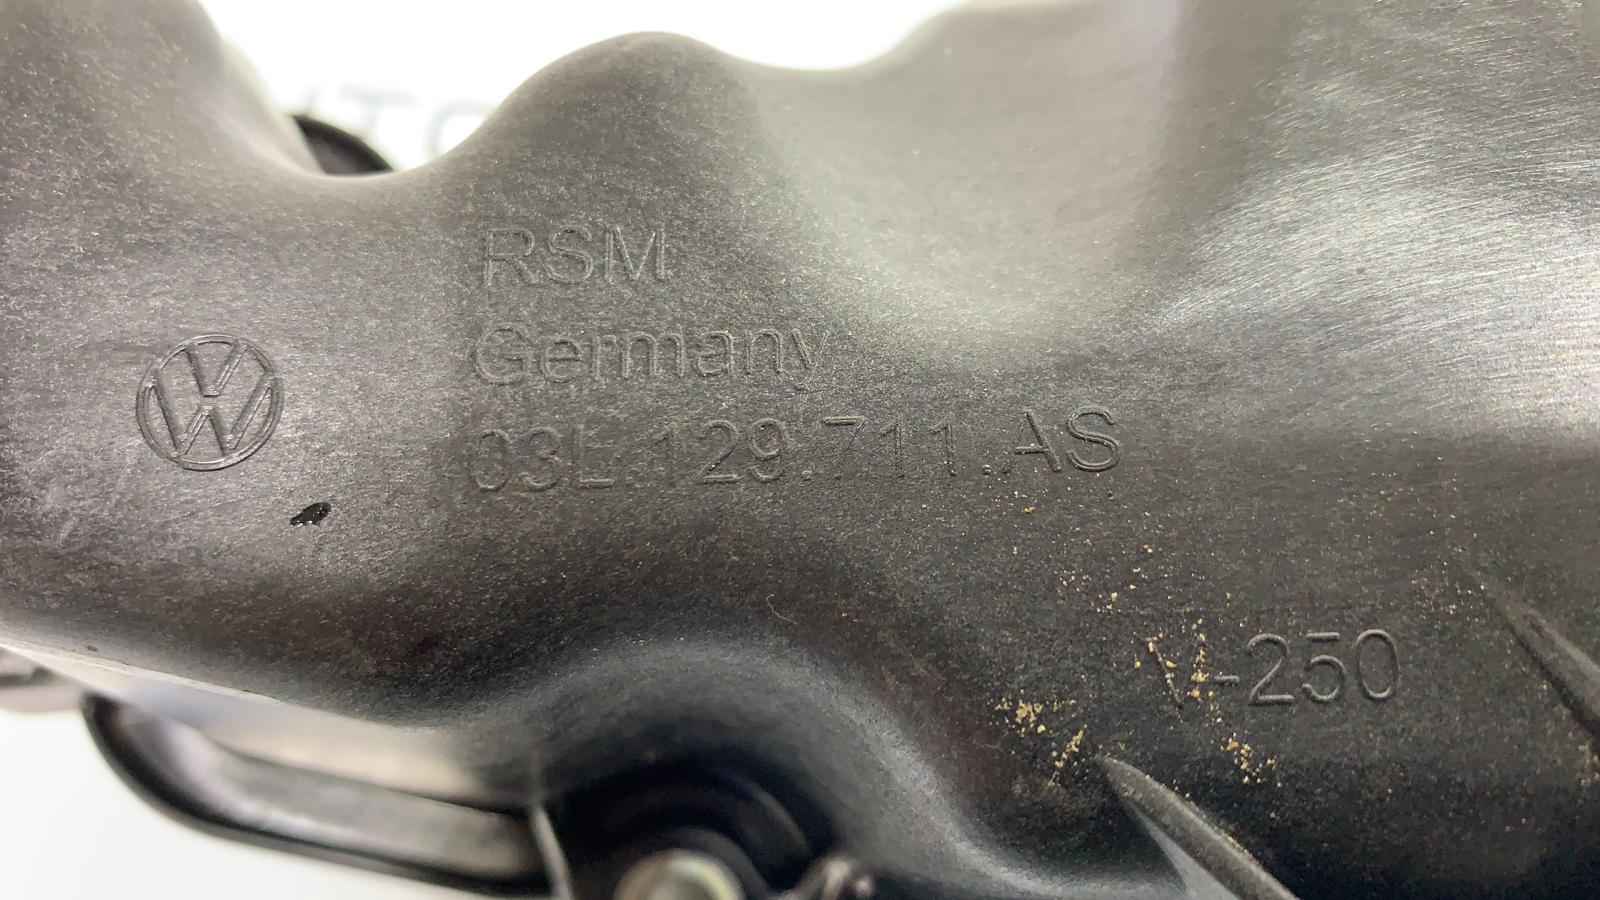 RSM
Germany
03L.129.711.AS
V-250